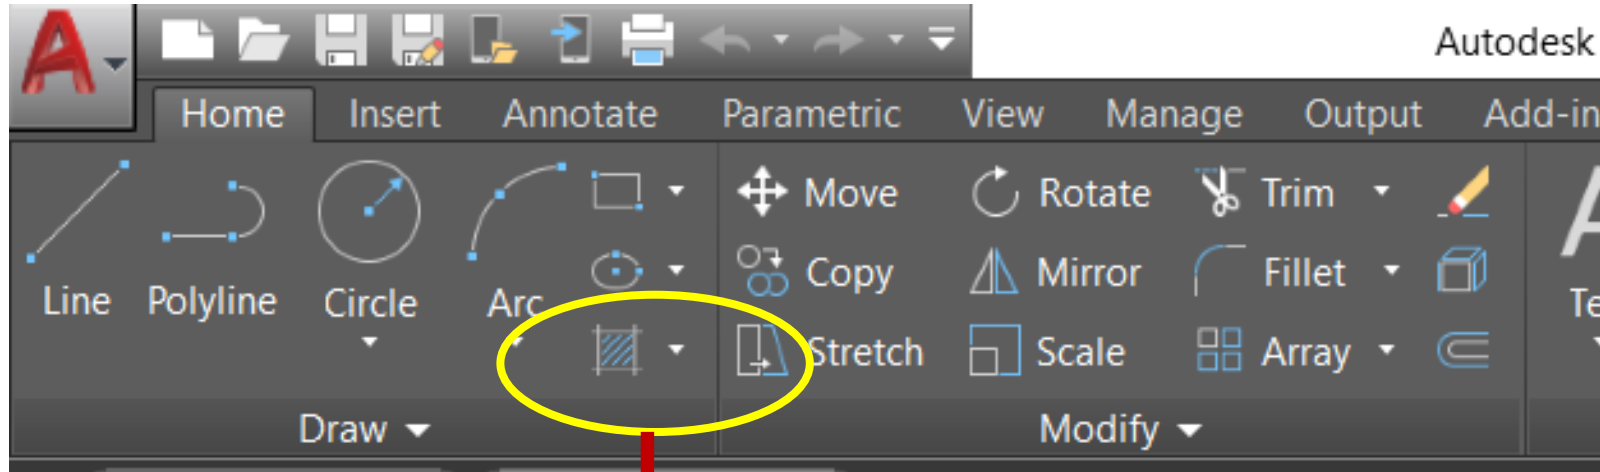 Autodesk
Home Insert Annotate Parametric View Manage Output Add-in
Move Rotate Trim
Copy Mirror Fillet
Line Polyline Circle Arc Te
Stretch Scale Array
Draw Modify